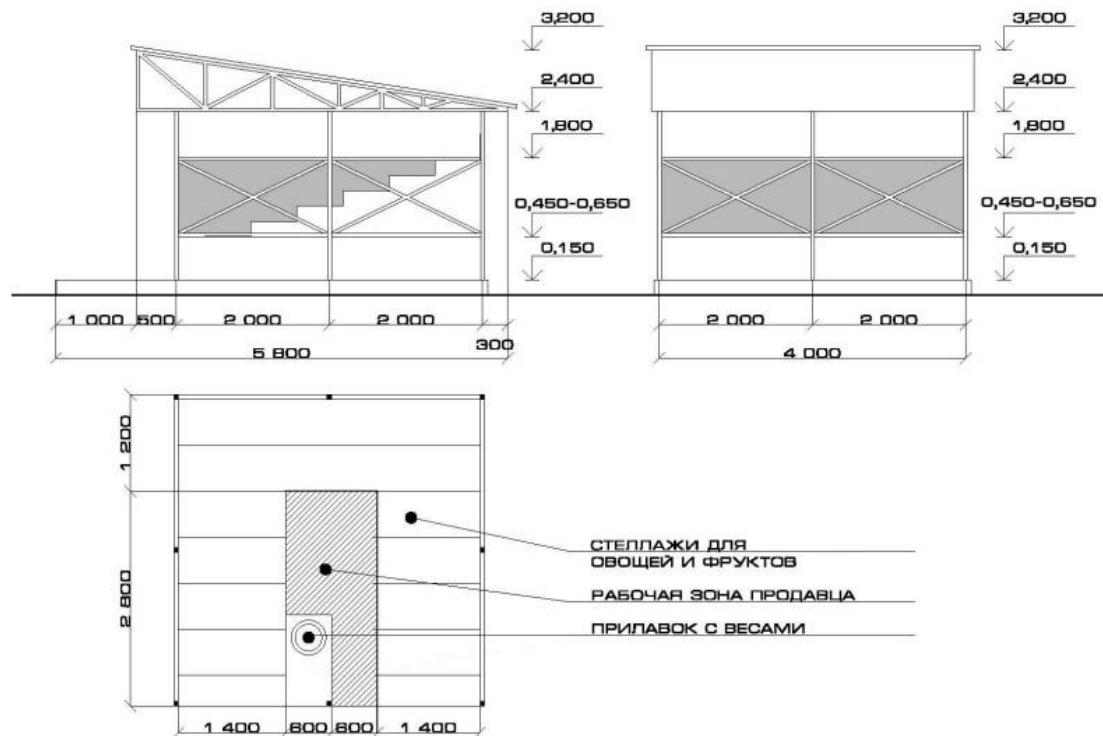 3,200
2,400
1,800
0,450-0,650
0,150
1 000 500 2 000 2 000 300
5 800
3,200
2,400
1,800
0,450-0,650
0,150
2 000 2 000
4 000
1 200
2 800
СТЕЛЛАЖИ ДЛЯ
ОВОЩЕЙ И ФРУКТОВ
РАБОЧАЯ ЗОНА ПРОДАВЦА
ПРИЛАВОК С ВЕСАМИ
1 400 600 600 1 400